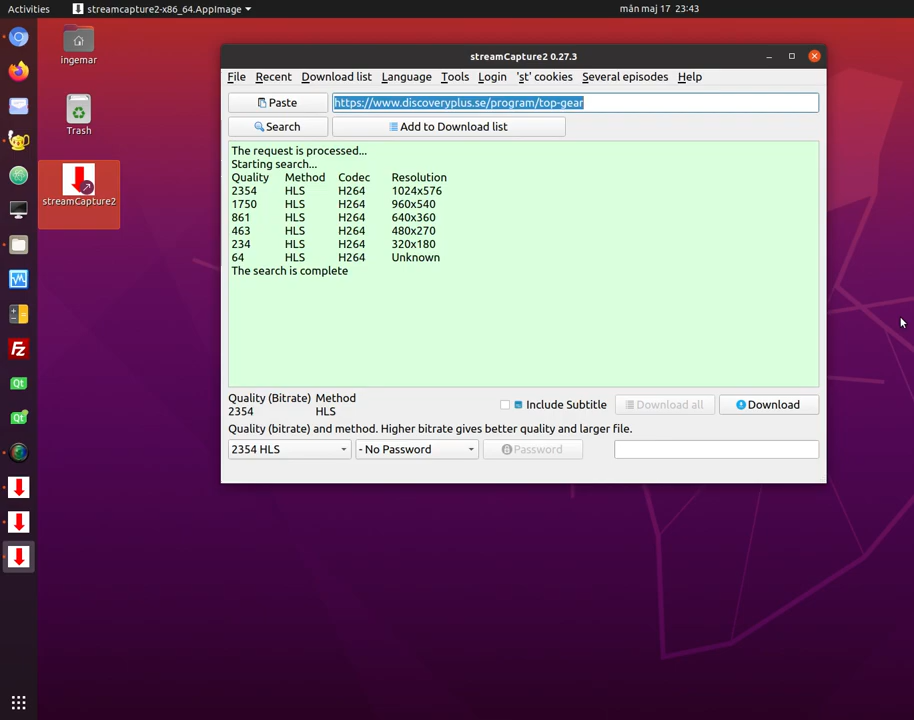 Activities streamcapture2-x86_64.AppImage mån maj 17 23:43
ingemar
Trash
streamCapture2
streamCapture2 0.27.3
File Recent Download list Language Tools Login 'st' cookies Several episodes Help
Paste https://www.discoveryplus.se/program/top-gear
Search Add to Download list
The request is processed...
Starting search...
Quality Method Codec Resolution
2354 HLS H264 1024x576
1750 HLS H264 960x540
861 HLS H264 640x360
463 HLS H264 480x270
234 HLS H264 320x180
64 HLS H264 Unknown
The search is complete
Quality (Bitrate) Method
2354 HLS
Include Subtitle Download all Download
Quality (bitrate) and method. Higher bitrate gives better quality and larger file.
2354 HLS - No Password Password
Fz
Qt
Qt